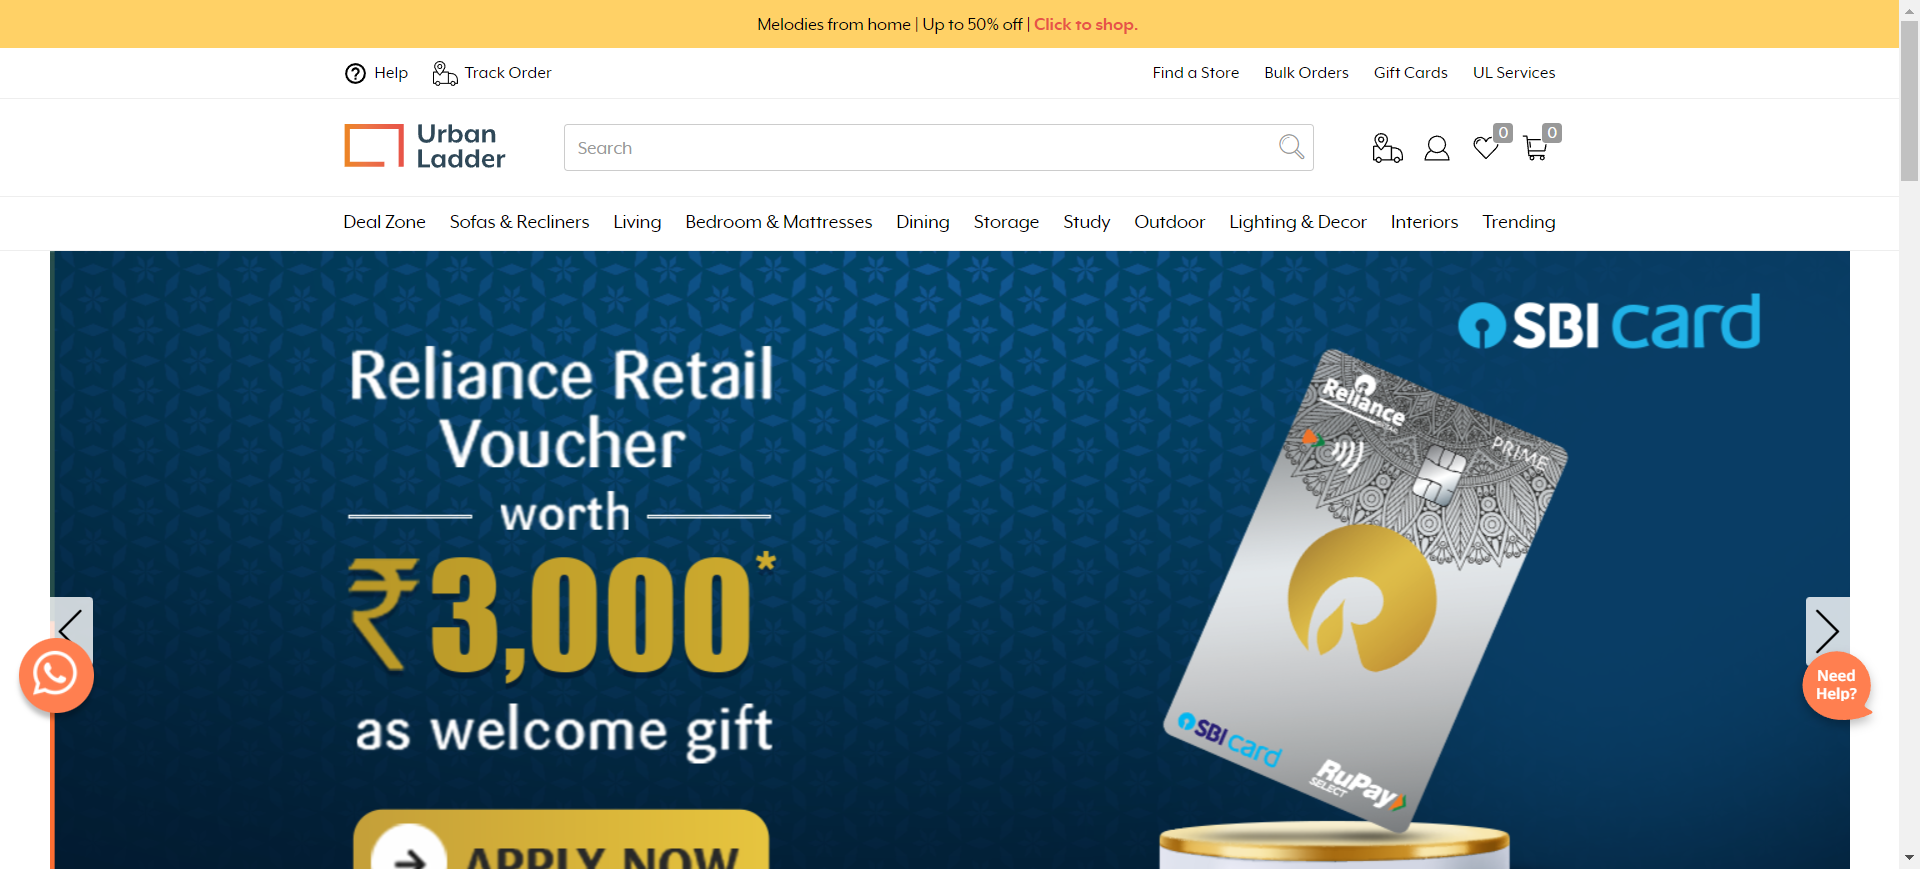 Melodies from home | Up to 50% off | Click to shop.
Help Track Order Find a Store Bulk Orders Gift Cards UL Services
Urban
Ladder
Search
0 0
Deal Zone Sofas & Recliners Living Bedroom & Mattresses Dining Storage Study Outdoor Lighting & Decor Interiors Trending
SBI card
Reliance Retail
Voucher
worth
₹3,000*
as welcome gift
APPLY NOW
Reliance
PRIME
SBI card
RuPay
SELECT
Need
Help?